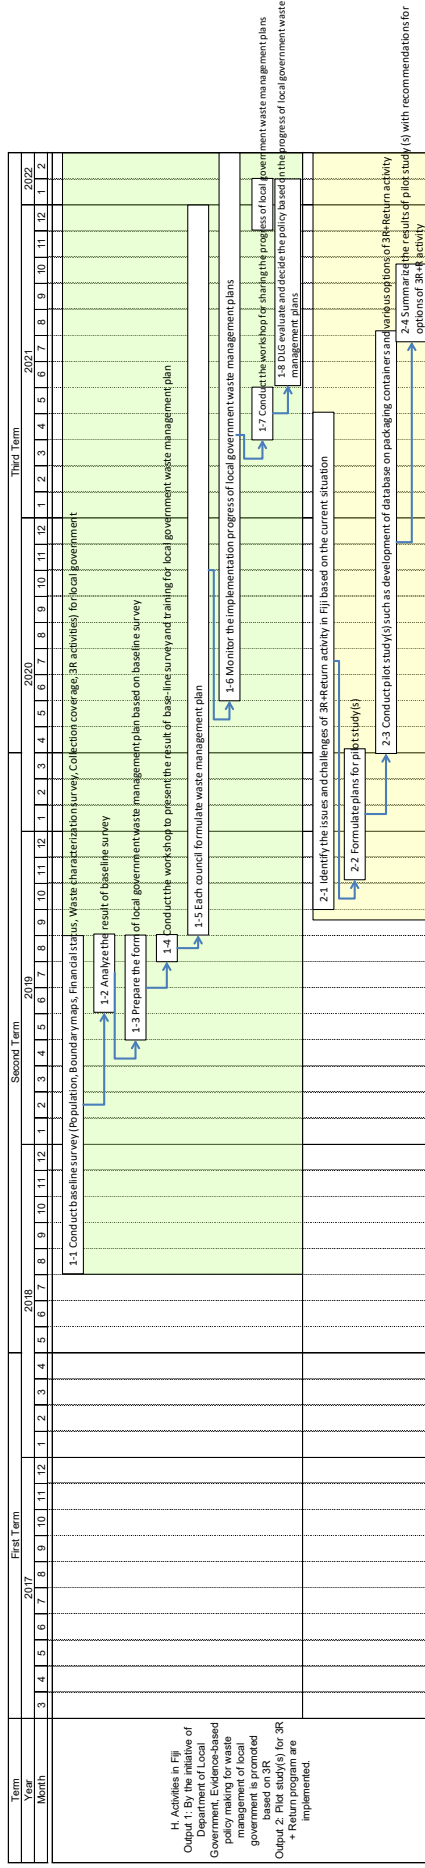 Term First Term Second Term Third Term
Year 2017 2018 2019 2020 2021 2022
Month 3 4 5 6 7 8 9 10 11 12 1 2 3 4 5 6 7 8 9 10 11 12 1 2 3 4 5 6 7 8 9 10 11 12 1 2 3 4 5 6 7 8 9 10 11 12 1 2 3 4 5 6 7 8 9 10 11 12 1 2
H. Activities in Fiji
Output 1: By the initiative of
Department of Local
Government, Evidence-based
policy making for waste
management of local
government is promoted
based on 3R
Output 2: Pilot study(s) for 3R
+ Return program are
implemented.
1-1 Conduct baseline survey (Population, Boundary maps, Financial status, Waste characterization survey, Collection coverage, 3R activities) for local government
1-2 Analyze the result of baseline survey
1-3 Prepare the form of local government waste management plan based on baseline survey
1-4 Conduct the workshop to present the result of base-line survey and training for local government waste management plan
1-5 Each council formulate waste management plan
1-6 Monitor the implementation progress of local government waste management plans
1-7 Conduct the workshop for sharing the progress of local government waste management plans
1-8 DLG evaluate and decide the policy based on the progress of local government waste
management plans
2-1 Identify the issues and challenges of 3R+Return activity in Fiji based on the current situation
2-2 Formulate plans for pilot study(s)
2-3 Conduct pilot study(s) such as development of database on packaging containers and various options of 3R+Return activity
2-4 Summarize the results of pilot study (s) with recommendations for
options of 3R+R activity